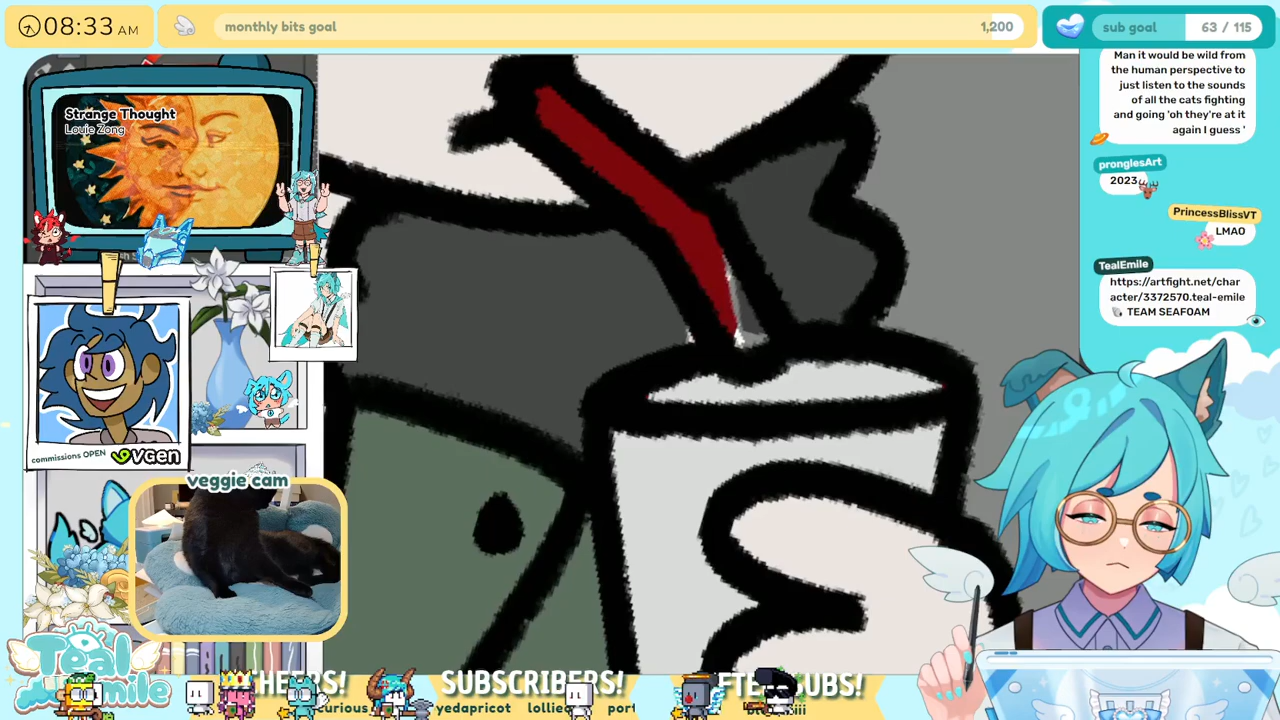 08:33 AM
monthly bits goal
1,200
sub goal
63 / 115
Strange Thought
Louie Zong
Man it would be wild from
the human perspective to
just listen to the sounds
of all the cats fighting
and going 'oh they're at it
again I guess '
pronglesArt
2023
PrincessBlissVT
LMAO
TealEmile
https://artfight.net/char
acter/3372570.teal-emile
TEAM SEAFOAM
commissions OPEN
VGen
veggie cam
Teal
Emile
SUBSCRIBERS!
curious
yedapricot